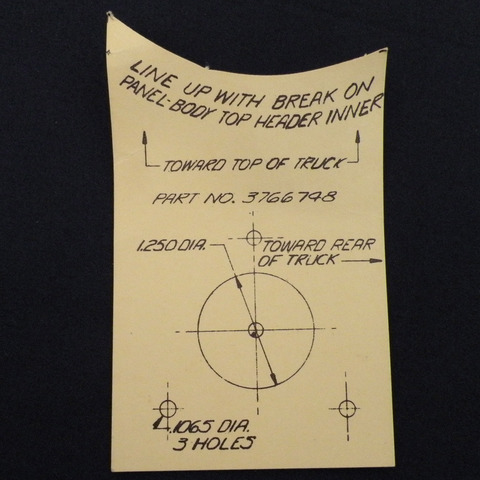 LINE UP WITH BREAK ON
PANEL-BODY TOP HEADER INNER
TOWARD TOP OF TRUCK
PART NO. 3766748
1.250 DIA.
TOWARD REAR
OF TRUCK
.1065 DIA.
3 HOLES